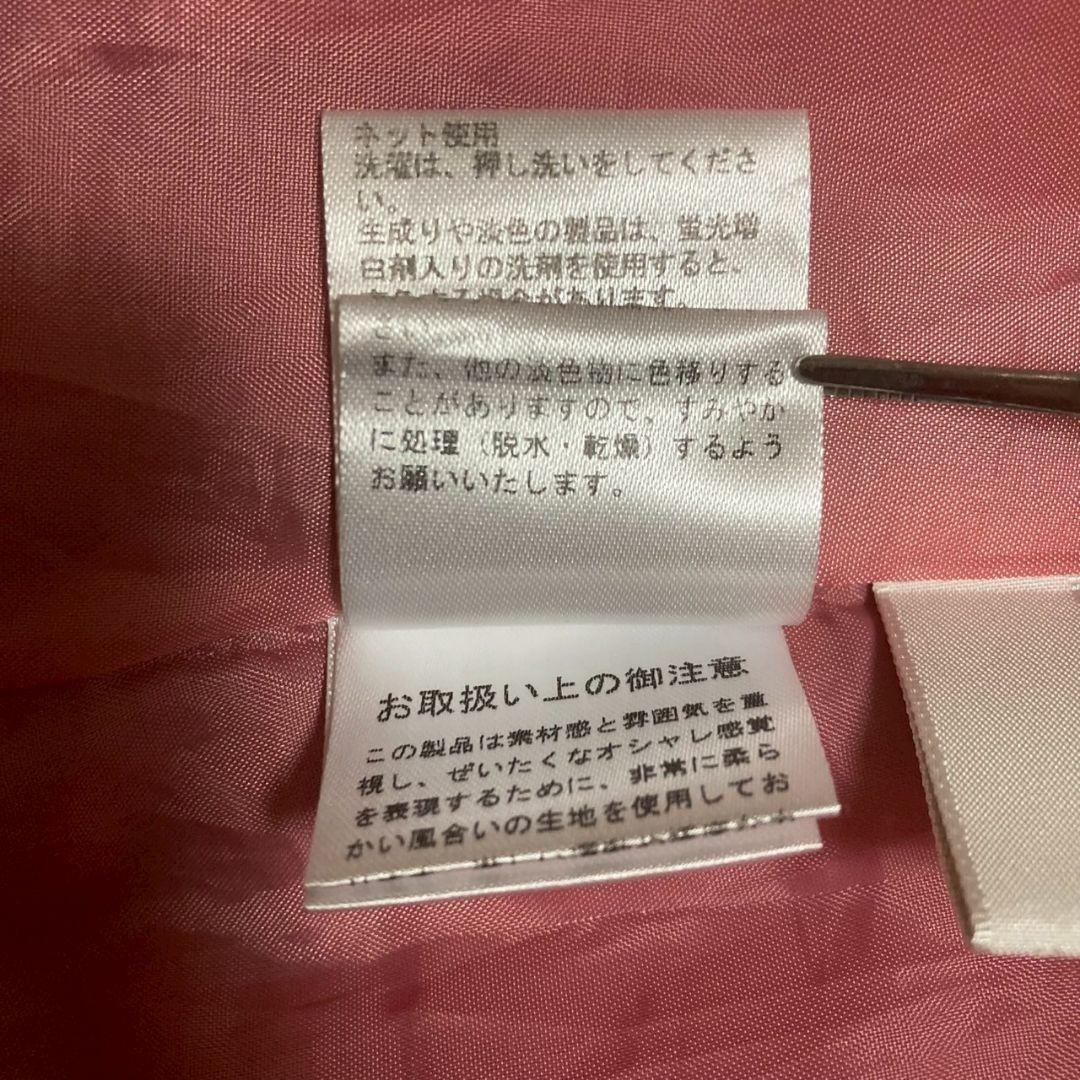 ネット使用
洗濯は、押し洗いをしてくださ
い。
生成りや淡色の製品は、蛍光増
白剤入りの洗剤を使用すると、
場合があります。
また、他の淡色物に色移りする
ことがありますので、すみやか
に処理（脱水・乾燥）するよう
お願いいたします。
お取扱い上の御注意
この製品は素材感と雰囲気を重
視し、ぜいたくなオシャレ感覚
を表現するために、非常に柔ら
かい風合いの生地を使用してお